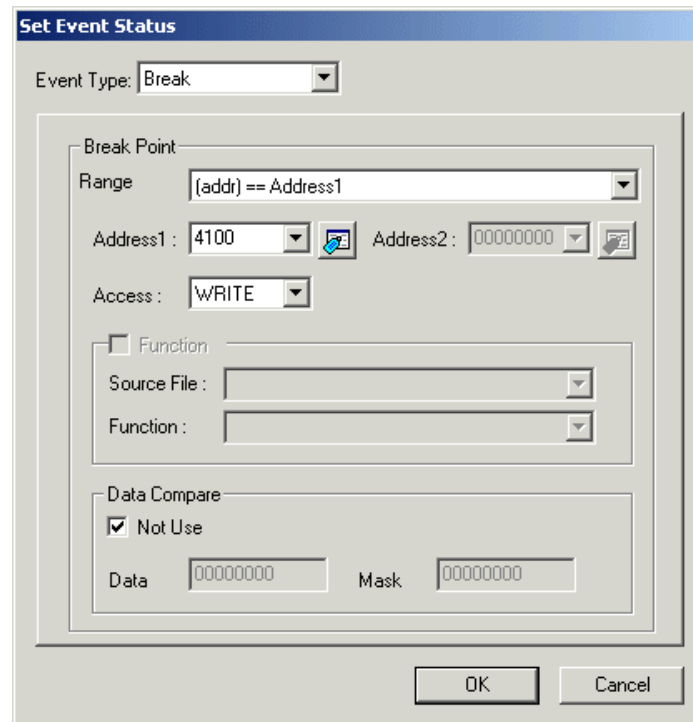 Set Event Status
Event Type: Break
Break Point
Range (addr) == Address1
Address1 : 4100 Address2 : 00000000
Access : WRITE
Function
Source File :
Function :
Data Compare
Not Use
Data 00000000 Mask 00000000
OK Cancel